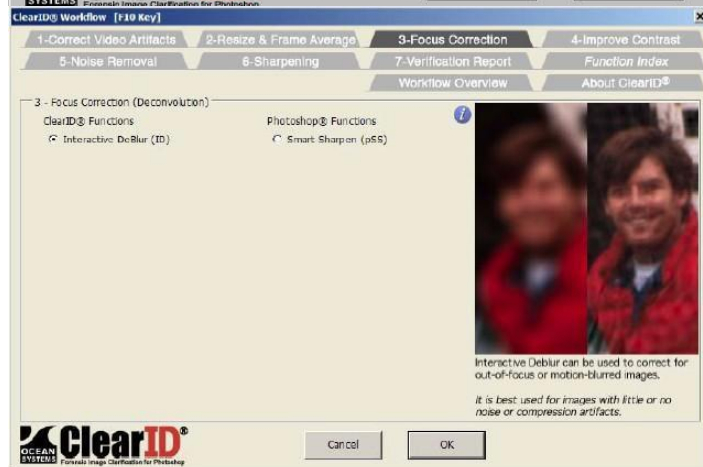 SYSTEMS Forensic Image Clarification for Photoshop
ClearID® Workflow [F10 Key]
1-Correct Video Artifacts 2-Resize & Frame Average 3-Focus Correction 4-Improve Contrast
5-Noise Removal 6-Sharpening 7-Verification Report Function Index
Workflow Overview About ClearID®
3 - Focus Correction (Deconvolution)
ClearID® Functions Photoshop® Functions
Interactive DeBlur (ID) Smart Sharpen (pSS)
Interactive Deblur can be used to correct for
out-of-focus or motion-blurred images.
It is best used for images with little or no
noise or compression artifacts.
OCEAN SYSTEMS ClearID®
Forensic Image Clarification for Photoshop
Cancel OK